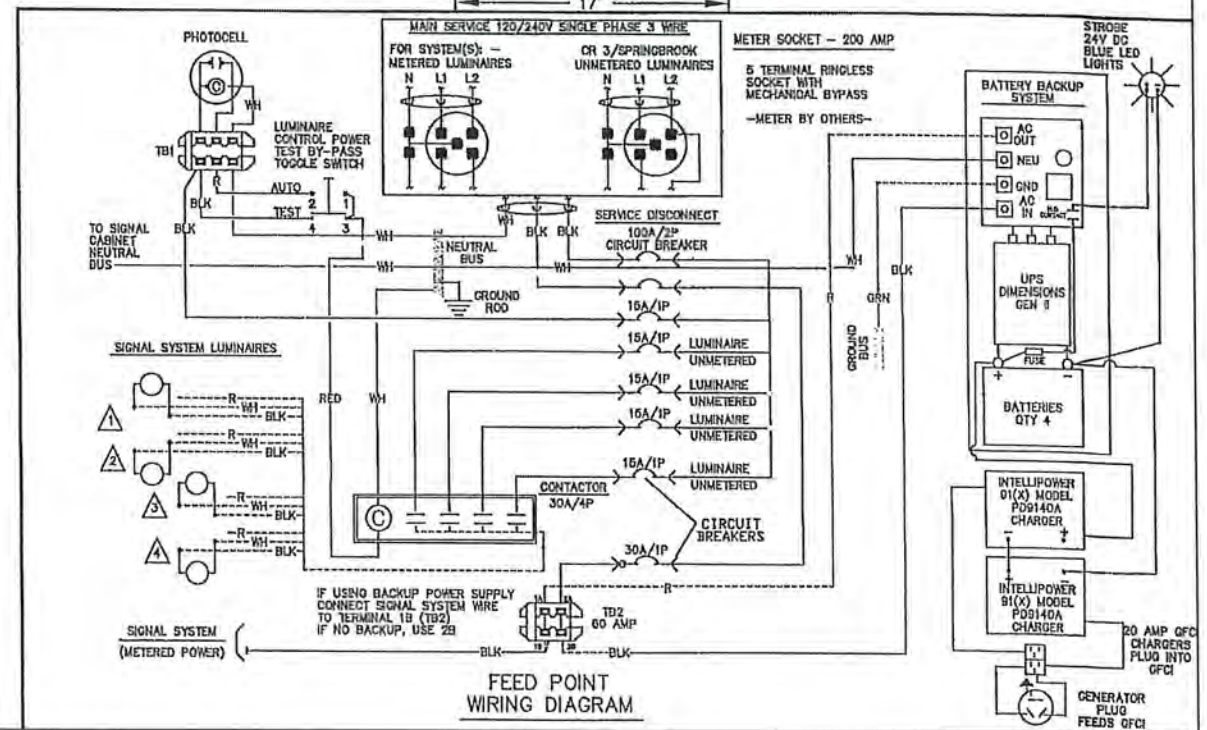 17
MAIN SERVICE 120/240V SINGLE PHASE 3 WIRE
FOR SYSTEM(S): -
METERED LUMINAIRES
N L1 L2
CR 3/SPRINGBROOK
UNMETERED LUMINAIRES
N L1 L2
METER SOCKET - 200 AMP
5 TERMINAL RINGLESS
SOCKET WITH
MECHANICAL BYPASS
-METER BY OTHERS-
STROBE
24V DC
BLUE LED
LIGHTS
PHOTOCELL
C
WH
TB1
LUMINAIRE
CONTROL POWER
TEST BY-PASS
TOGGLE SWITCH
R
BLK
BLK
AUTO
2 1
TEST
4 3
TO SIGNAL
CABINET
NEUTRAL
BUS
WH
WH
WH
NEUTRAL
BUS
GROUND
ROD
WH
BLK
BLK
WH
SERVICE DISCONNECT
100A/2P
CIRCUIT BREAKER
15A/1P
15A/1P
LUMINAIRE
UNMETERED
15A/1P
LUMINAIRE
UNMETERED
15A/1P
LUMINAIRE
UNMETERED
15A/1P
LUMINAIRE
UNMETERED
CIRCUIT
BREAKERS
30A/1P
R
WH
R
BLK
GRN
GROUND
BUS
BATTERY BACKUP
SYSTEM
AC
OUT
NEU
GND
AC
IN
CONTACT
UPS
DIMENSIONS
FUSE
+ -
BATTERIES
QTY 4
INTELLIPOWER
MODEL
PD9140A
CHARGER
- +
INTELLIPOWER
91(X) MODEL
PD9140A
CHARGER
20 AMP GFC
CHARGERS
PLUG INTO
GFCI
GENERATOR
PLUG
FEEDS GFCI
SIGNAL SYSTEM LUMINAIRES
1
R
WH
BLK
2
R
WH
BLK
3
R
WH
BLK
4
R
WH
BLK
RED
WH
CONTACTOR
30A/4P
C
IF USING BACKUP POWER SUPPLY
CONNECT SIGNAL SYSTEM WIRE
TO TERMINAL 1B (TB2)
IF NO BACKUP, USE 2B
TB2
60 AMP
SIGNAL SYSTEM
(METERED POWER)
BLK
BLK
FEED POINT
WIRING DIAGRAM